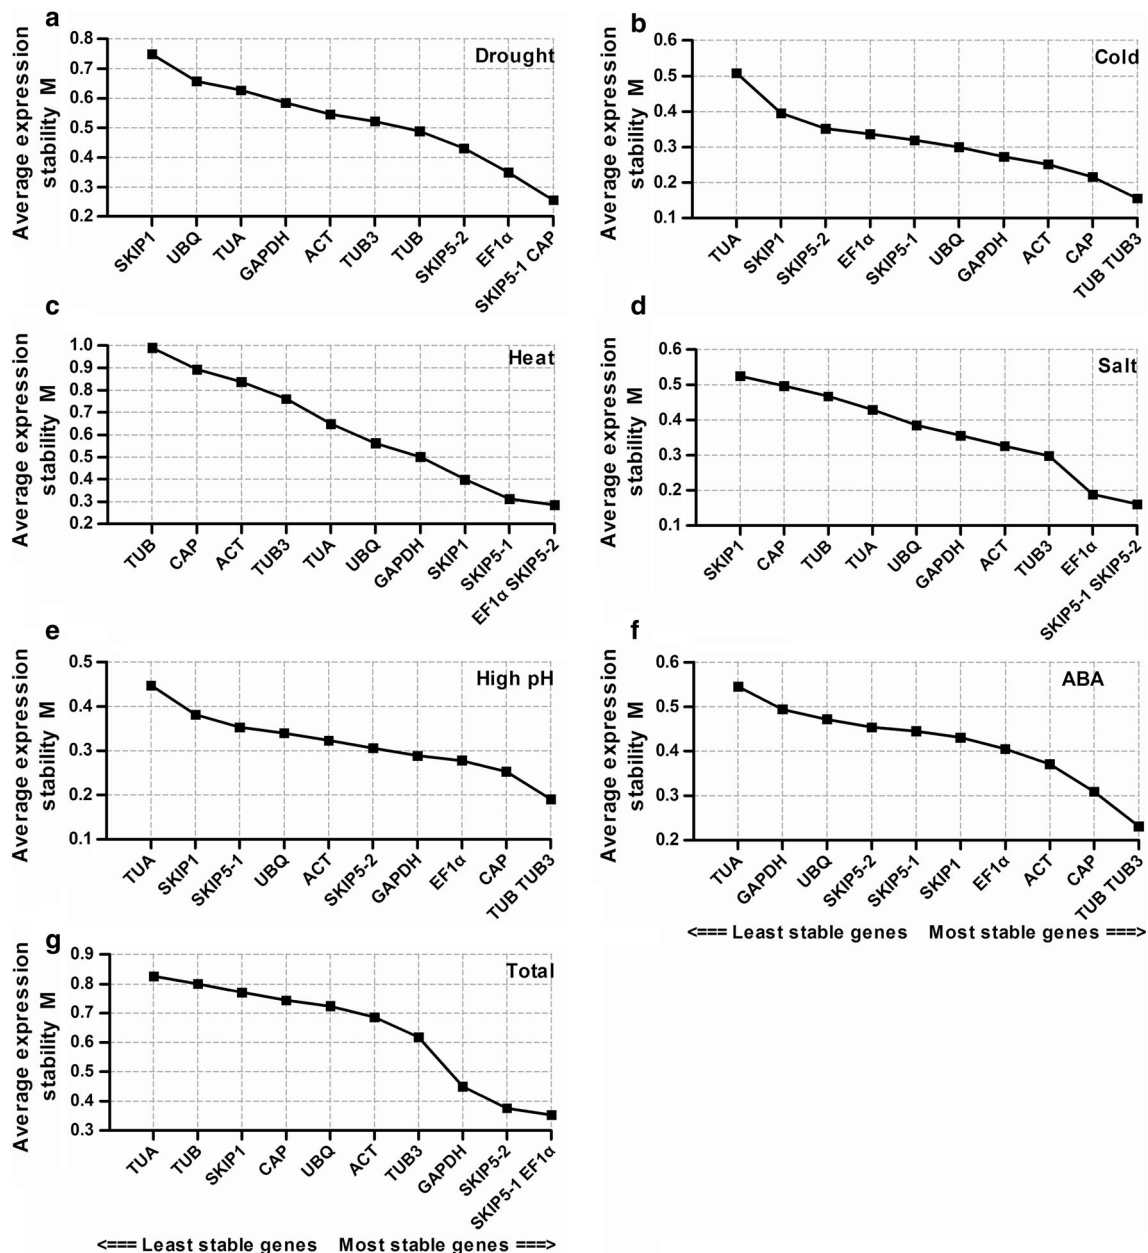 a
Drought
Average expression
stability M
0.8
0.7
0.6
0.5
0.4
0.3
0.2
SKIP1
UBQ
TUA
GAPDH
ACT
TUB3
TUB
SKIP5-2
EF1α
SKIP5-1 CAP
b
Cold
Average expression
stability M
0.6
0.5
0.4
0.3
0.2
0.1
TUA
SKIP1
SKIP5-2
EF1α
SKIP5-1
UBQ
GAPDH
ACT
CAP
TUB TUB3
c
Heat
Average expression
stability M
1.0
0.9
0.8
0.7
0.6
0.5
0.4
0.3
0.2
TUB
CAP
ACT
TUB3
TUA
UBQ
GAPDH
SKIP1
SKIP5-1
EF1α SKIP5-2
d
Salt
Average expression
stability M
0.6
0.5
0.4
0.3
0.2
0.1
SKIP1
CAP
TUB
TUA
UBQ
GAPDH
ACT
TUB3
EF1α
SKIP5-1 SKIP5-2
e
High pH
Average expression
stability M
0.5
0.4
0.3
0.2
0.1
TUA
SKIP1
SKIP5-1
UBQ
ACT
SKIP5-2
GAPDH
EF1α
CAP
TUB TUB3
f
ABA
Average expression
stability M
0.6
0.5
0.4
0.3
0.2
TUA
GAPDH
UBQ
SKIP5-2
SKIP5-1
SKIP1
EF1α
ACT
CAP
TUB TUB3
<=== Least stable genes Most stable genes ===>
g
Total
Average expression
stability M
0.9
0.8
0.7
0.6
0.5
0.4
0.3
TUA
TUB
SKIP1
CAP
UBQ
ACT
TUB3
GAPDH
SKIP5-2
SKIP5-1 EF1α
<=== Least stable genes Most stable genes ===>